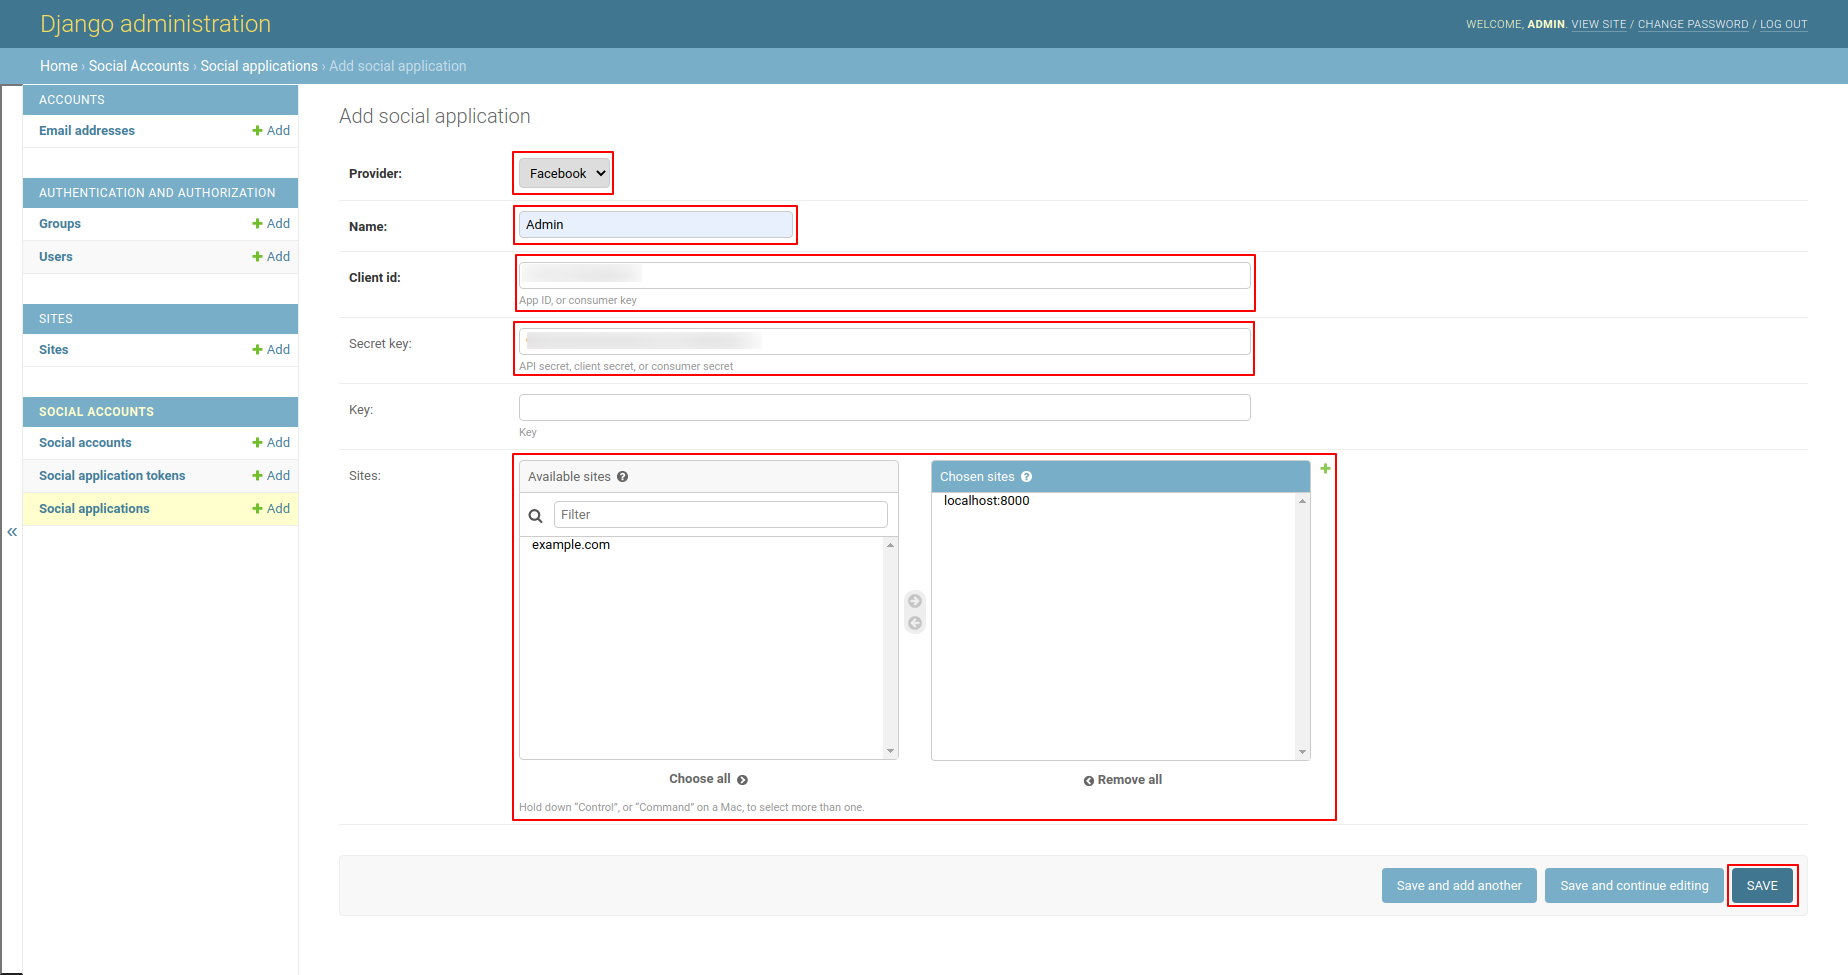 Django administration
WELCOME, ADMIN. VIEW SITE / CHANGE PASSWORD / LOG OUT
Home › Social Accounts › Social applications › Add social application
ACCOUNTS
Email addresses Add
AUTHENTICATION AND AUTHORIZATION
Groups Add
Users Add
SITES
Sites Add
SOCIAL ACCOUNTS
Social accounts Add
Social application tokens Add
Social applications Add
«
Add social application
Provider: Facebook
Name: Admin
Client id:
App ID, or consumer key
Secret key:
API secret, client secret, or consumer secret
Key:
Key
Sites:
Available sites
Filter
example.com
Choose all
Chosen sites
localhost:8000
Remove all
Hold down “Control”, or “Command” on a Mac, to select more than one.
Save and add another
Save and continue editing
SAVE